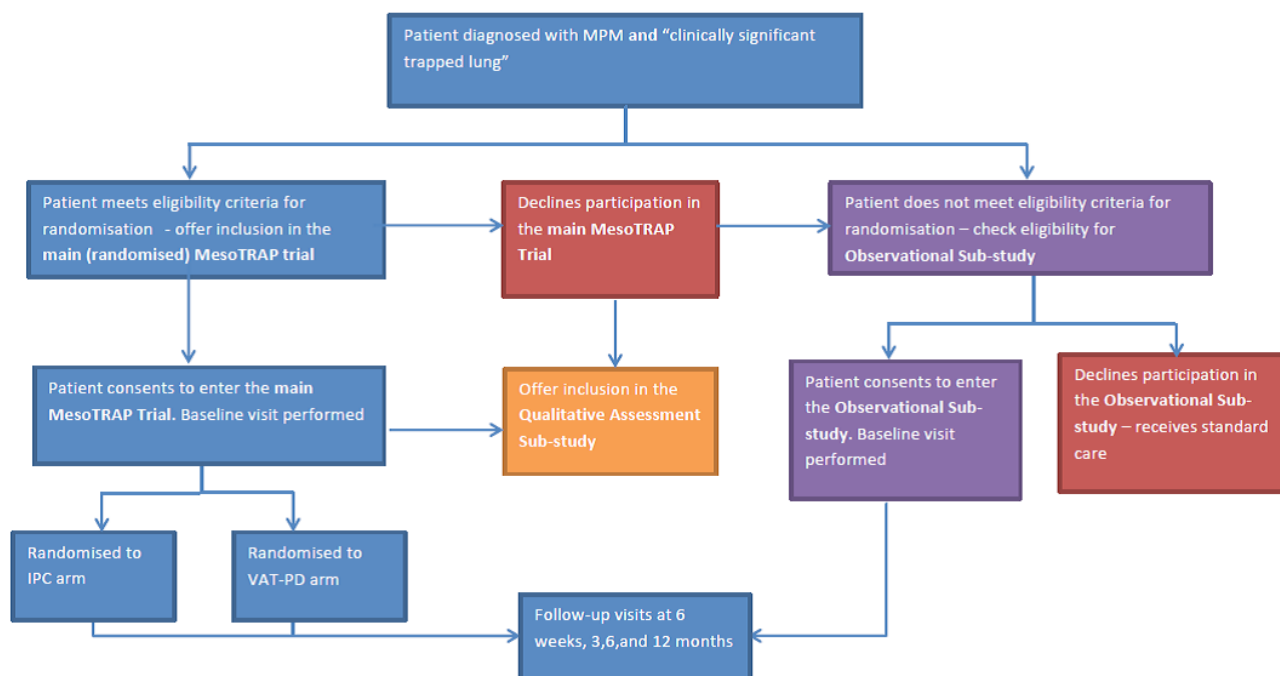 Patient diagnosed with MPM and “clinically significant
trapped lung”
Patient meets eligibility criteria for
randomisation - offer inclusion in the
main (randomised) MesoTRAP trial
Declines participation in
the main MesoTRAP
Trial
Patient does not meet eligibility criteria for
randomisation – check eligibility for
Observational Sub-study
Patient consents to enter the main
MesoTRAP Trial. Baseline visit performed
Offer inclusion in the
Qualitative Assessment
Sub-study
Patient consents to enter
the Observational Sub-
study. Baseline visit
performed
Declines participation in
the Observational Sub-
study – receives standard
care
Randomised to
IPC arm
Randomised to
VAT-PD arm
Follow-up visits at 6
weeks, 3,6,and 12 months